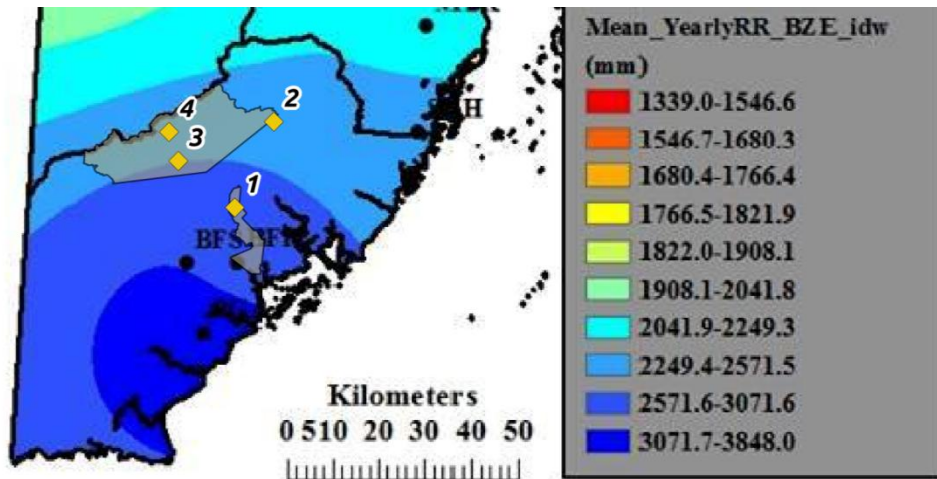 4
2
3
1
BFS
Kilometers
0 510 20 30 40 50
Mean_YearlyRR_BZE_idw
(mm)
1339.0-1546.6
1546.7-1680.3
1680.4-1766.4
1766.5-1821.9
1822.0-1908.1
1908.1-2041.8
2041.9-2249.3
2249.4-2571.5
2571.6-3071.6
3071.7-3848.0